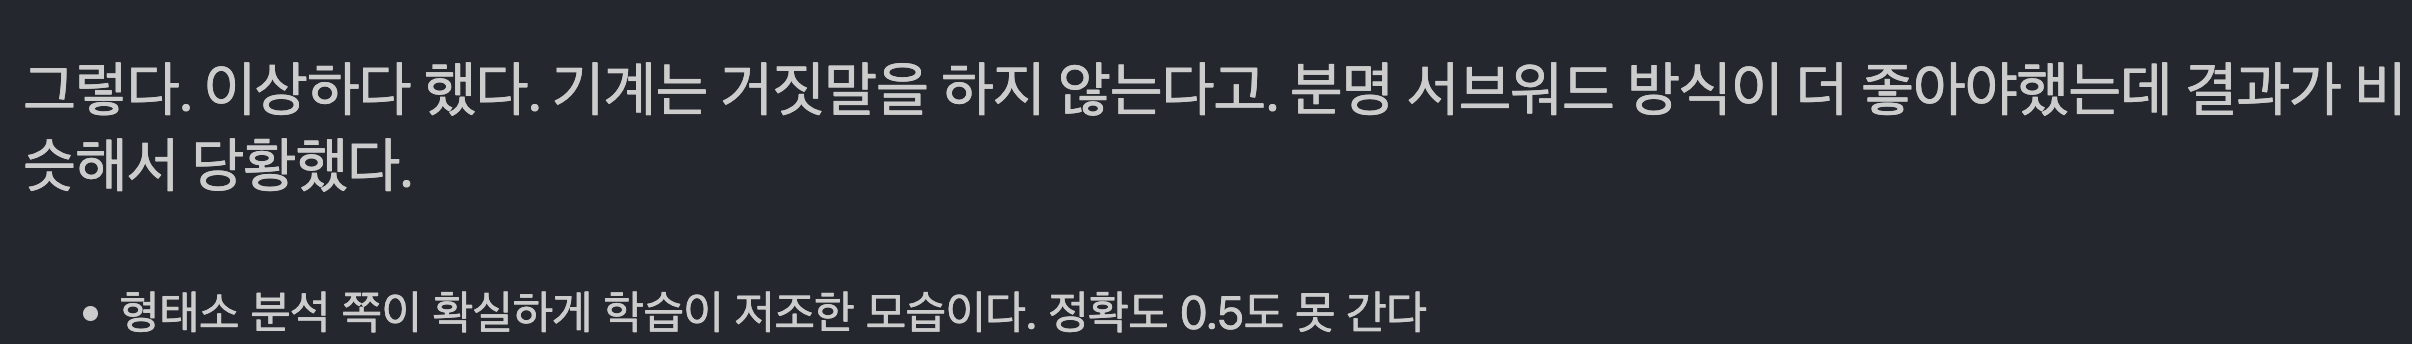 그렇다. 이상하다 했다. 기계는 거짓말을 하지 않는다고. 분명 서브워드 방식이 더 좋아야했는데 결과가 비
슷해서 당황했다.
• 형태소 분석 쪽이 확실하게 학습이 저조한 모습이다. 정확도 0.5도 못 간다